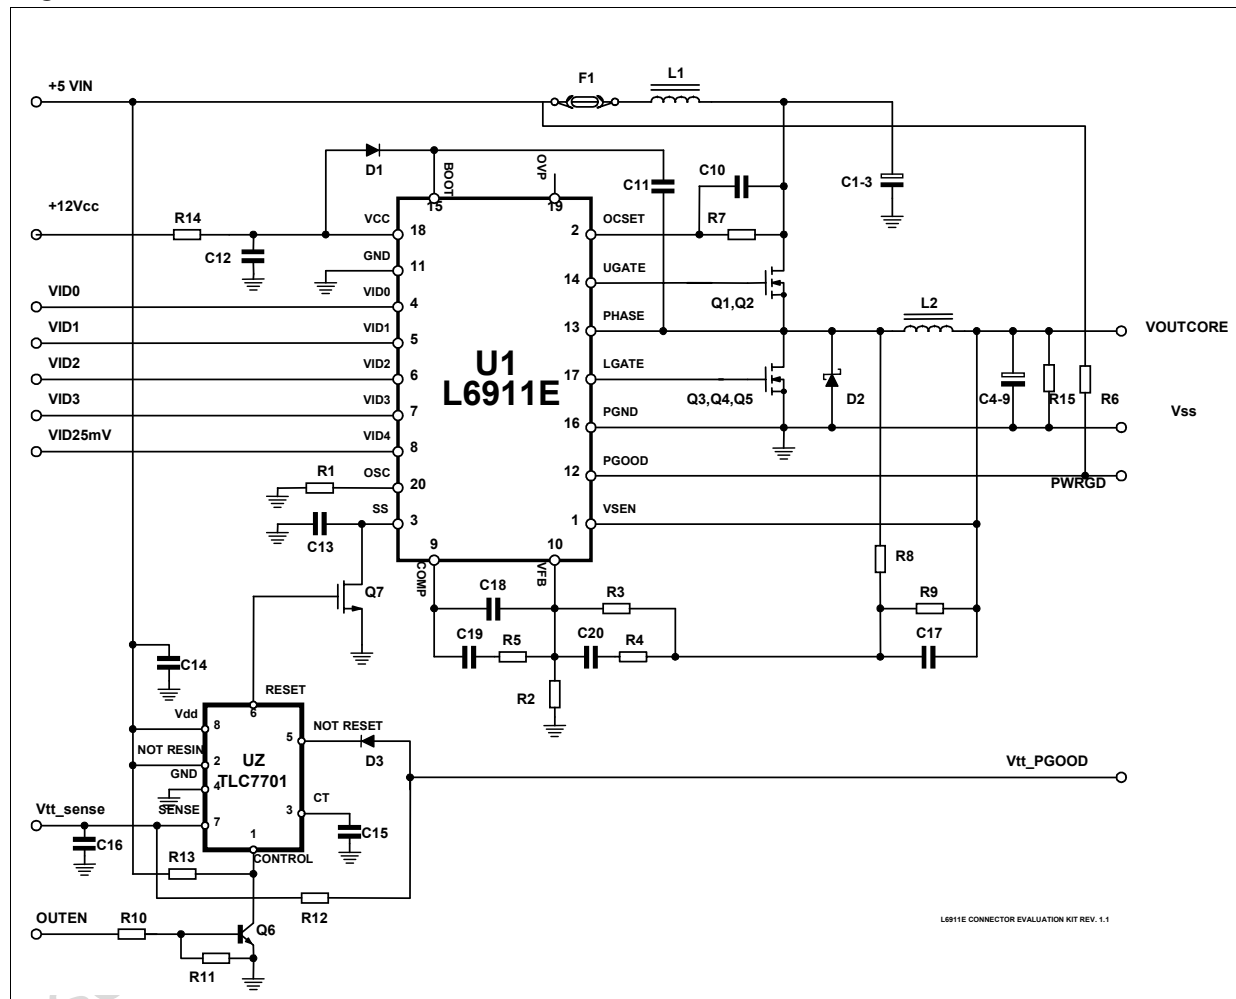 +5 VIN
F1
L1
D1
BOOT
OVP
C11
C10
C1-3
+12Vcc
R14
C12
15
19
VCC
18
2
OCSET
R7
GND
11
14
UGATE
Q1,Q2
VID0
VID0
4
13
PHASE
L2
VOUTCORE
VID1
VID1
5
U1
L6911E
17
LGATE
Q3,Q4,Q5
D2
C4-9
R15
R6
VID2
VID2
6
VID3
VID3
7
16
PGND
Vss
VID25mV
VID4
8
OSC
R1
20
12
PGOOD
PWRGD
SS
3
C13
1
VSEN
9
10
COMP
VFB
Q7
C18
R3
R8
R9
C19
R5
C20
R4
C17
C14
R2
RESET
6
Vdd
8
5
NOT RESET
D3
NOT RESIN
2
UZ
TLC7701
GND
4
Vtt_PGOOD
Vtt_sense
SENSE
7
3
CT
C15
C16
1
R13
CONTROL
R12
OUTEN
R10
Q6
R11
L6911E CONNECTOR EVALUATION KIT REV. 1.1